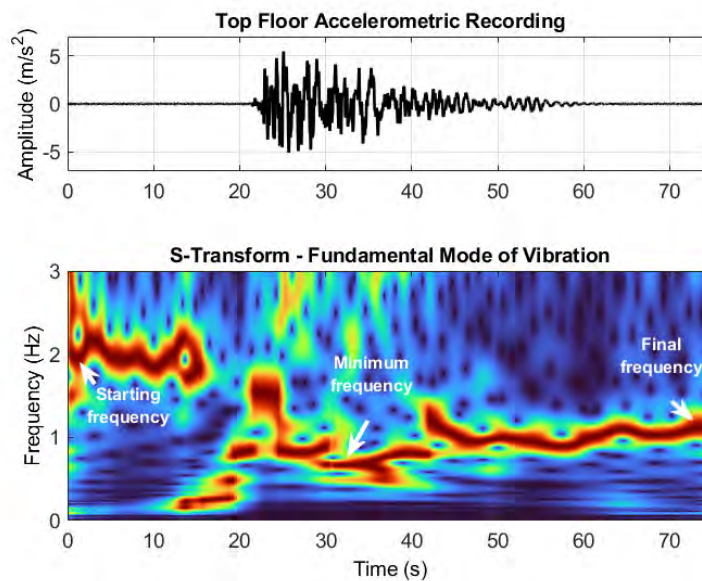 Top Floor Accelerometric Recording
Amplitude (m/s²)
5
0
-5
0 10 20 30 40 50 60 70
S-Transform - Fundamental Mode of Vibration
Frequency (Hz)
3
2
1
0
Starting
frequency
Minimum
frequency
Final
frequency
0 10 20 30 40 50 60 70
Time (s)